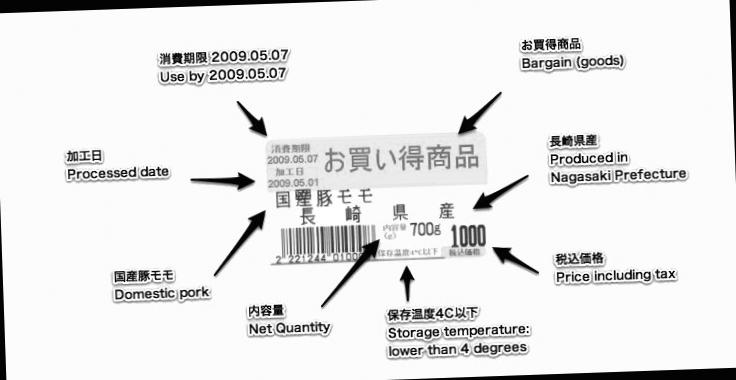 消費期限 2009.05.07
Use by 2009.05.07
お買得商品
Bargain (goods)
加工日
Processed date
長崎県産
Produced in
Nagasaki Prefecture
消費期限
2009.05.07
加工日
2009.05.01
お買い得商品
国産豚モモ
長崎県産
内容量
(g)
700g
1000
保存温度4℃以下
税込価格
2 221244 0100
国産豚モモ
Domestic pork
内容量
Net Quantity
保存温度4C以下
Storage temperature:
lower than 4 degrees
税込価格
Price including tax